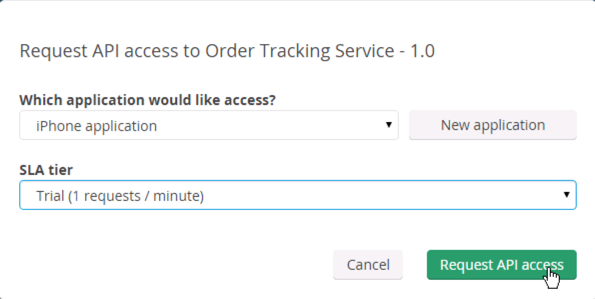 Request API access to Order Tracking Service - 1.0
Which application would like access?
iPhone application
New application
SLA tier
Trial (1 requests / minute)
Cancel
Request API access